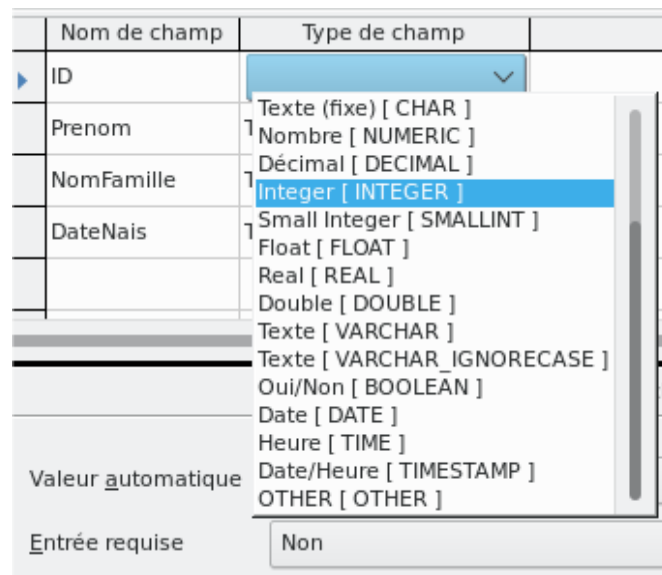 Nom de champ Type de champ
ID
Texte (fixe) [ CHAR ]
Prenom
Nombre [ NUMERIC ]
Décimal [ DECIMAL ]
NomFamille
Integer [ INTEGER ]
Small Integer [ SMALLINT ]
DateNais
Float [ FLOAT ]
Real [ REAL ]
Double [ DOUBLE ]
Texte [ VARCHAR ]
Texte [ VARCHAR_IGNORECASE ]
Oui/Non [ BOOLEAN ]
Date [ DATE ]
Heure [ TIME ]
Valeur automatique
Date/Heure [ TIMESTAMP ]
OTHER [ OTHER ]
Entrée requise Non